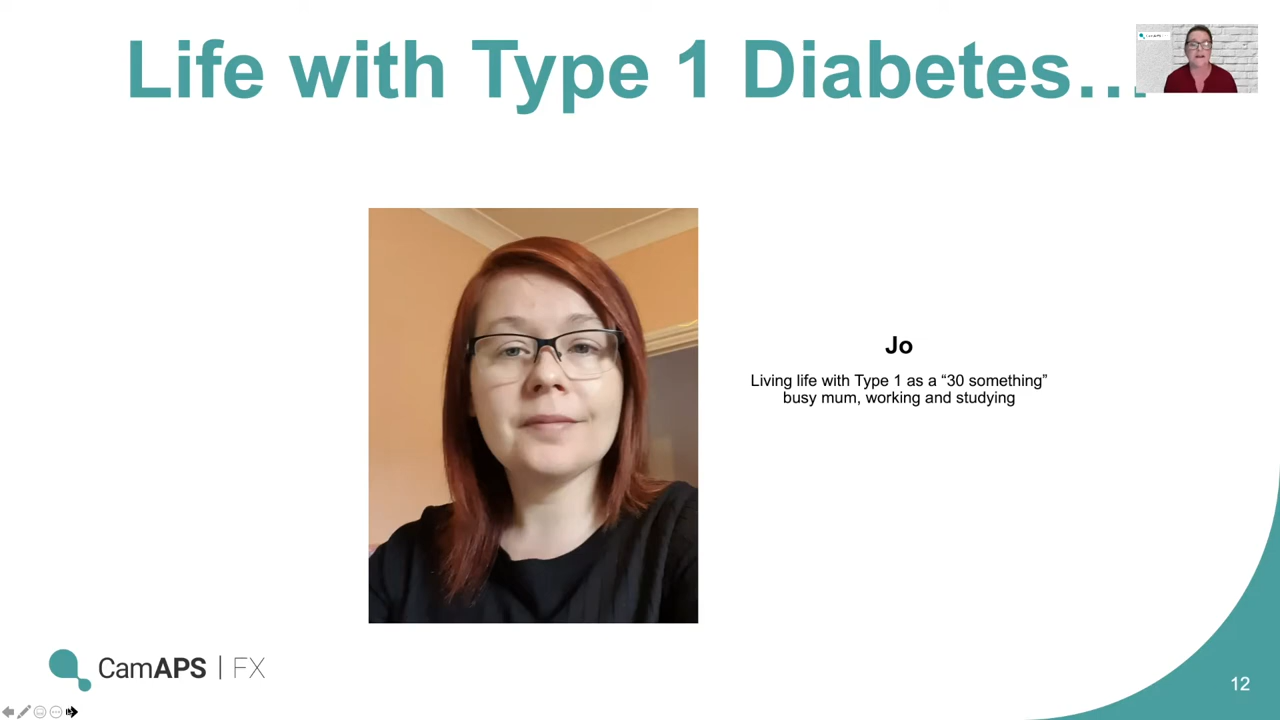 Life with Type 1 Diabetes...
Jo
Living life with Type 1 as a “30 something”
busy mum, working and studying
CamAPS | FX
12